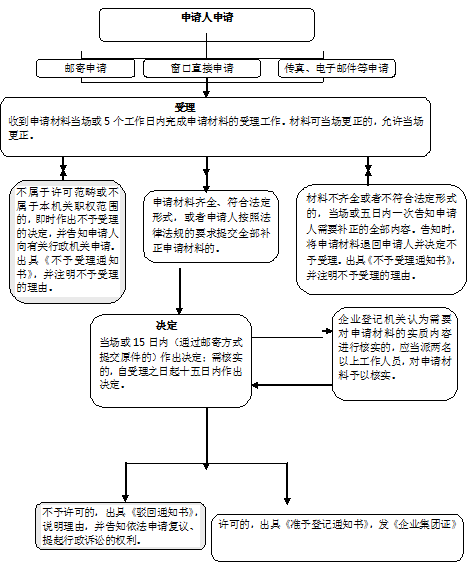 申请人申请
邮寄申请
窗口直接申请
传真、电子邮件等申请
受理
收到申请材料当场或 5 个工作日内完成申请材料的受理工作。材料可当场更正的，允许当场
更正。
不属于许可范畴或不
属于本机关职权范围
的，即时作出不予受理
的决定，并告知申请人
向有关行政机关申请。
出具《不予受理通知
书》，并注明不予受理
的理由。
申请材料齐全、符合法定
形式，或者申请人按照法
律法规的要求提交全部补
正申请材料的。
材料不齐全或者不符合法定形式
的，当场或五日内一次告知申请
人需要补正的全部内容。告知时，
将申请材料退回申请人并决定不
予受理。出具《不予受理通知书》，
并注明不予受理的理由。
决定
当场或 15 日内（通过邮寄方式
提交原件的）作出决定；需核实
的，自受理之日起十五日内作出
决定。
企业登记机关认为需要
对申请材料的实质内容
进行核实的，应当派两名
以上工作人员，对申请材
料予以核实。
不予许可的，出具《驳回通知书》，
说明理由，并告知依法申请复议、
提起行政诉讼的权利。
许可的，出具《准予登记通知书》，发《企业集团证》